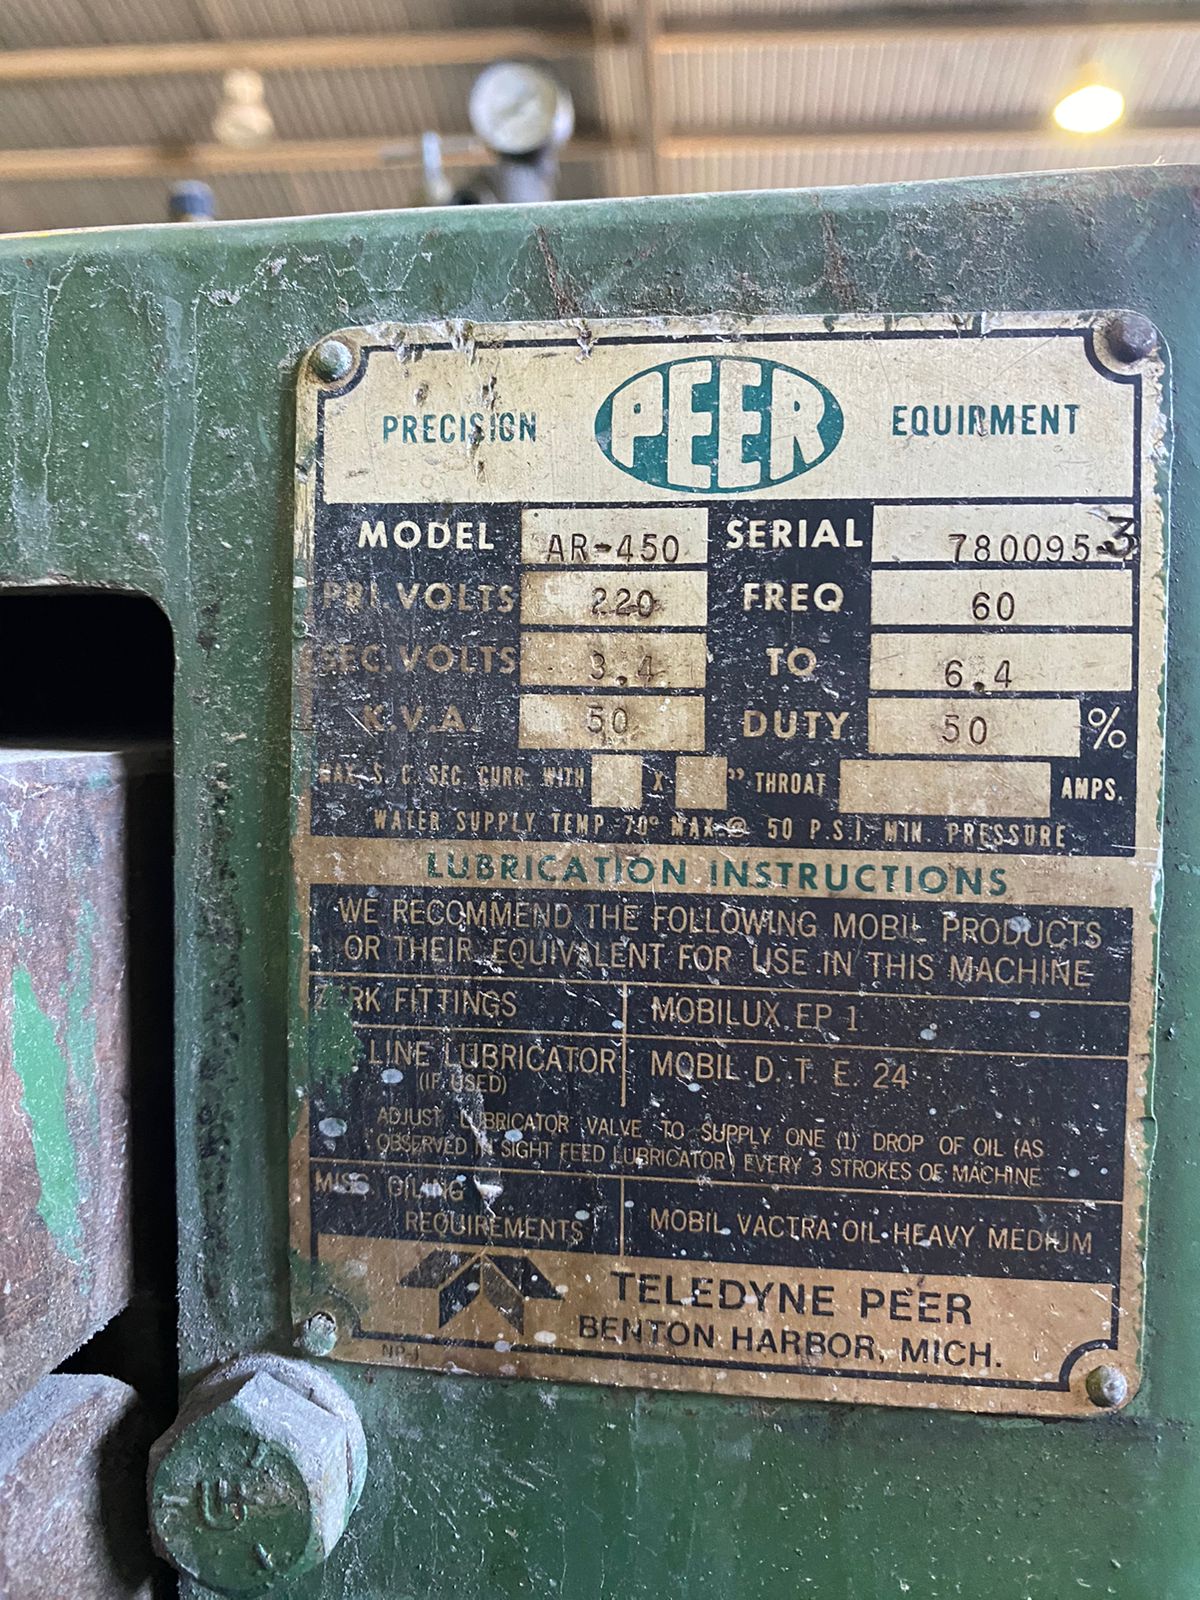 PRECISION PEER EQUIPMENT
MODEL AR-450 SERIAL 780095-3
PRI. VOLTS 220 FREQ 60
SEC. VOLTS 3.4 TO 6.4
K.V.A. 50 DUTY 50 %
MAX. S. C. SEC. CURR. WITH X " THROAT AMPS.
WATER SUPPLY TEMP. 70° MAX @ 50 P.S.I. MIN. PRESSURE
LUBRICATION INSTRUCTIONS
WE RECOMMEND THE FOLLOWING MOBIL PRODUCTS
OR THEIR EQUIVALENT FOR USE IN THIS MACHINE
ZERK FITTINGS MOBILUX EP 1
LINE LUBRICATOR MOBIL D. T. E. 24
(IF USED)
ADJUST LUBRICATOR VALVE TO SUPPLY ONE (1) DROP OF OIL (AS
OBSERVED IN SIGHT FEED LUBRICATOR) EVERY 3 STROKES OF MACHINE
MISC. OILING
REQUIREMENTS MOBIL VACTRA OIL HEAVY MEDIUM
TELEDYNE PEER
BENTON HARBOR, MICH.
NP-1